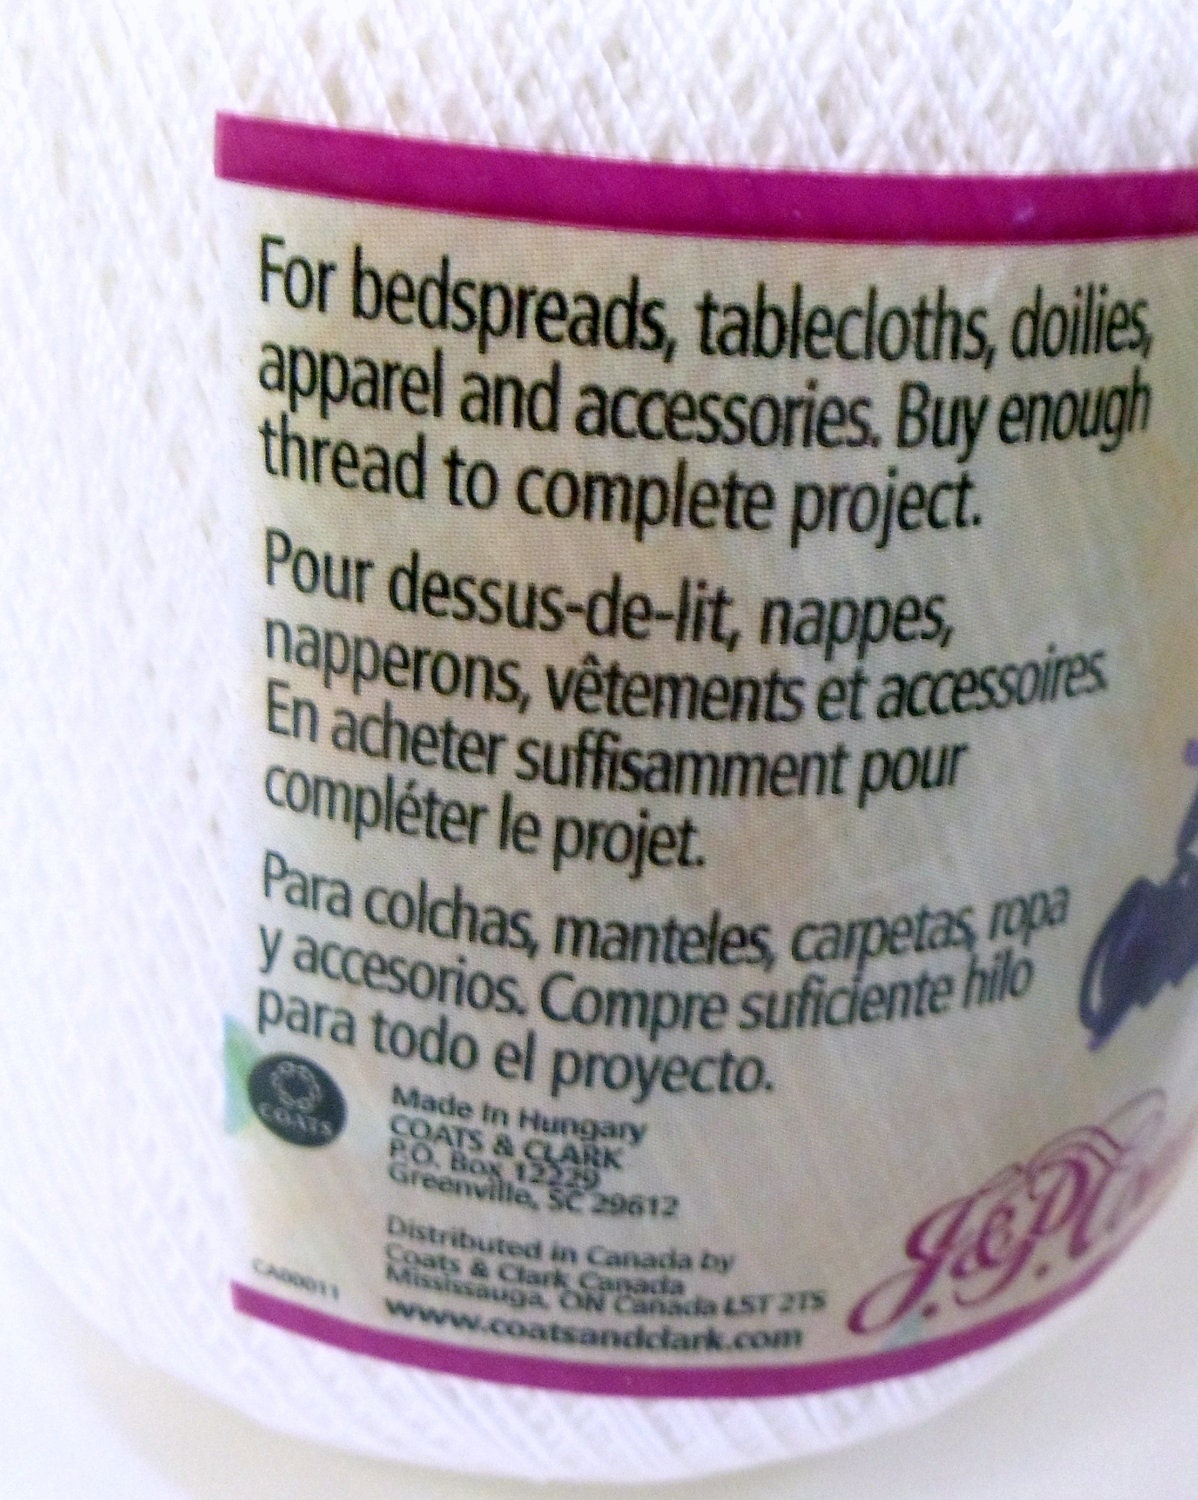 For bedspreads, tablecloths, doilies,
apparel and accessories. Buy enough
thread to complete project.
Pour dessus-de-lit, nappes,
napperons, vêtements et accessoires.
En acheter suffisamment pour
compléter le projet.
Para colchas, manteles, carpetas, ropa
y accesorios. Compre suficiente hilo
para todo el proyecto.
COATS
Made in Hungary
COATS & CLARK
P.O. Box 12229
Greenville, SC 29612
Distributed in Canada by
Coats & Clark Canada
Mississauga, ON Canada L5T 2T5
www.coatsandclark.com
CA00011
J.&P.